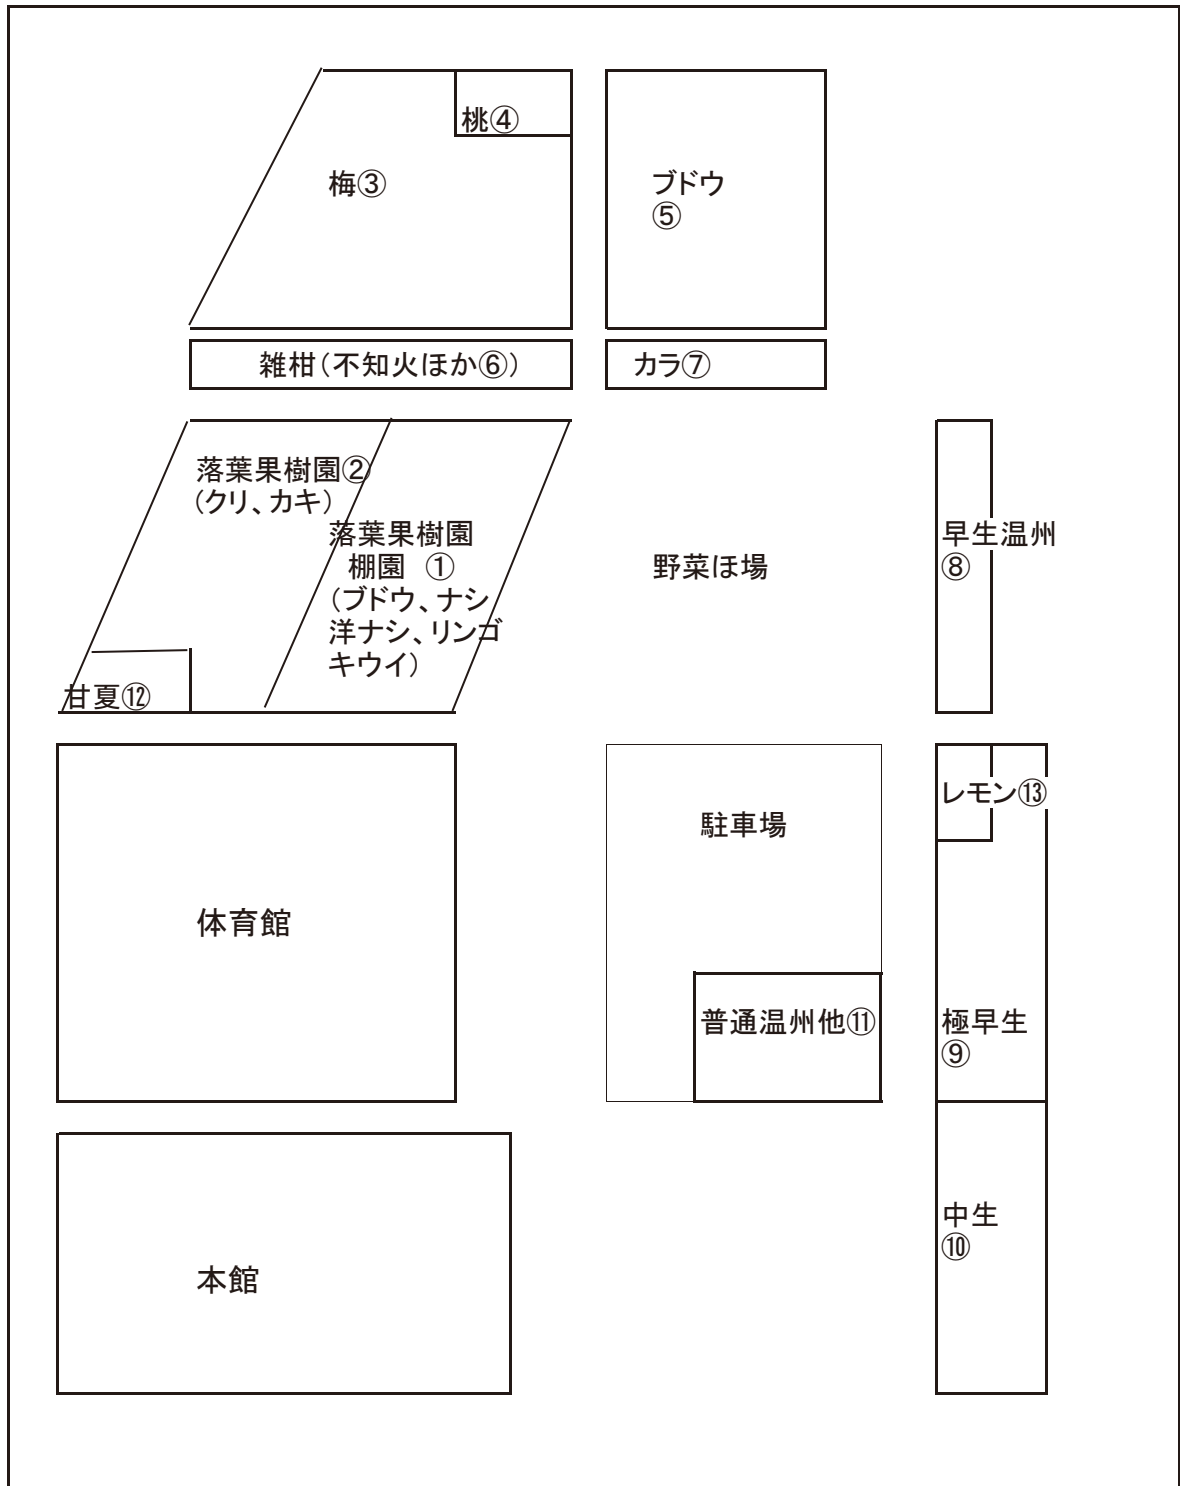 桃④
梅③
ブドウ
⑤
雑柑（不知火ほか⑥）
カラ⑦
落葉果樹園②
（クリ、カキ）
落葉果樹園
棚園　①
（ブドウ、ナシ
洋ナシ、リンゴ
キウイ）
甘夏⑫
野菜ほ場
早生温州
⑧
レモン⑬
駐車場
体育館
普通温州他⑪
極早生
⑨
中生
⑩
本館